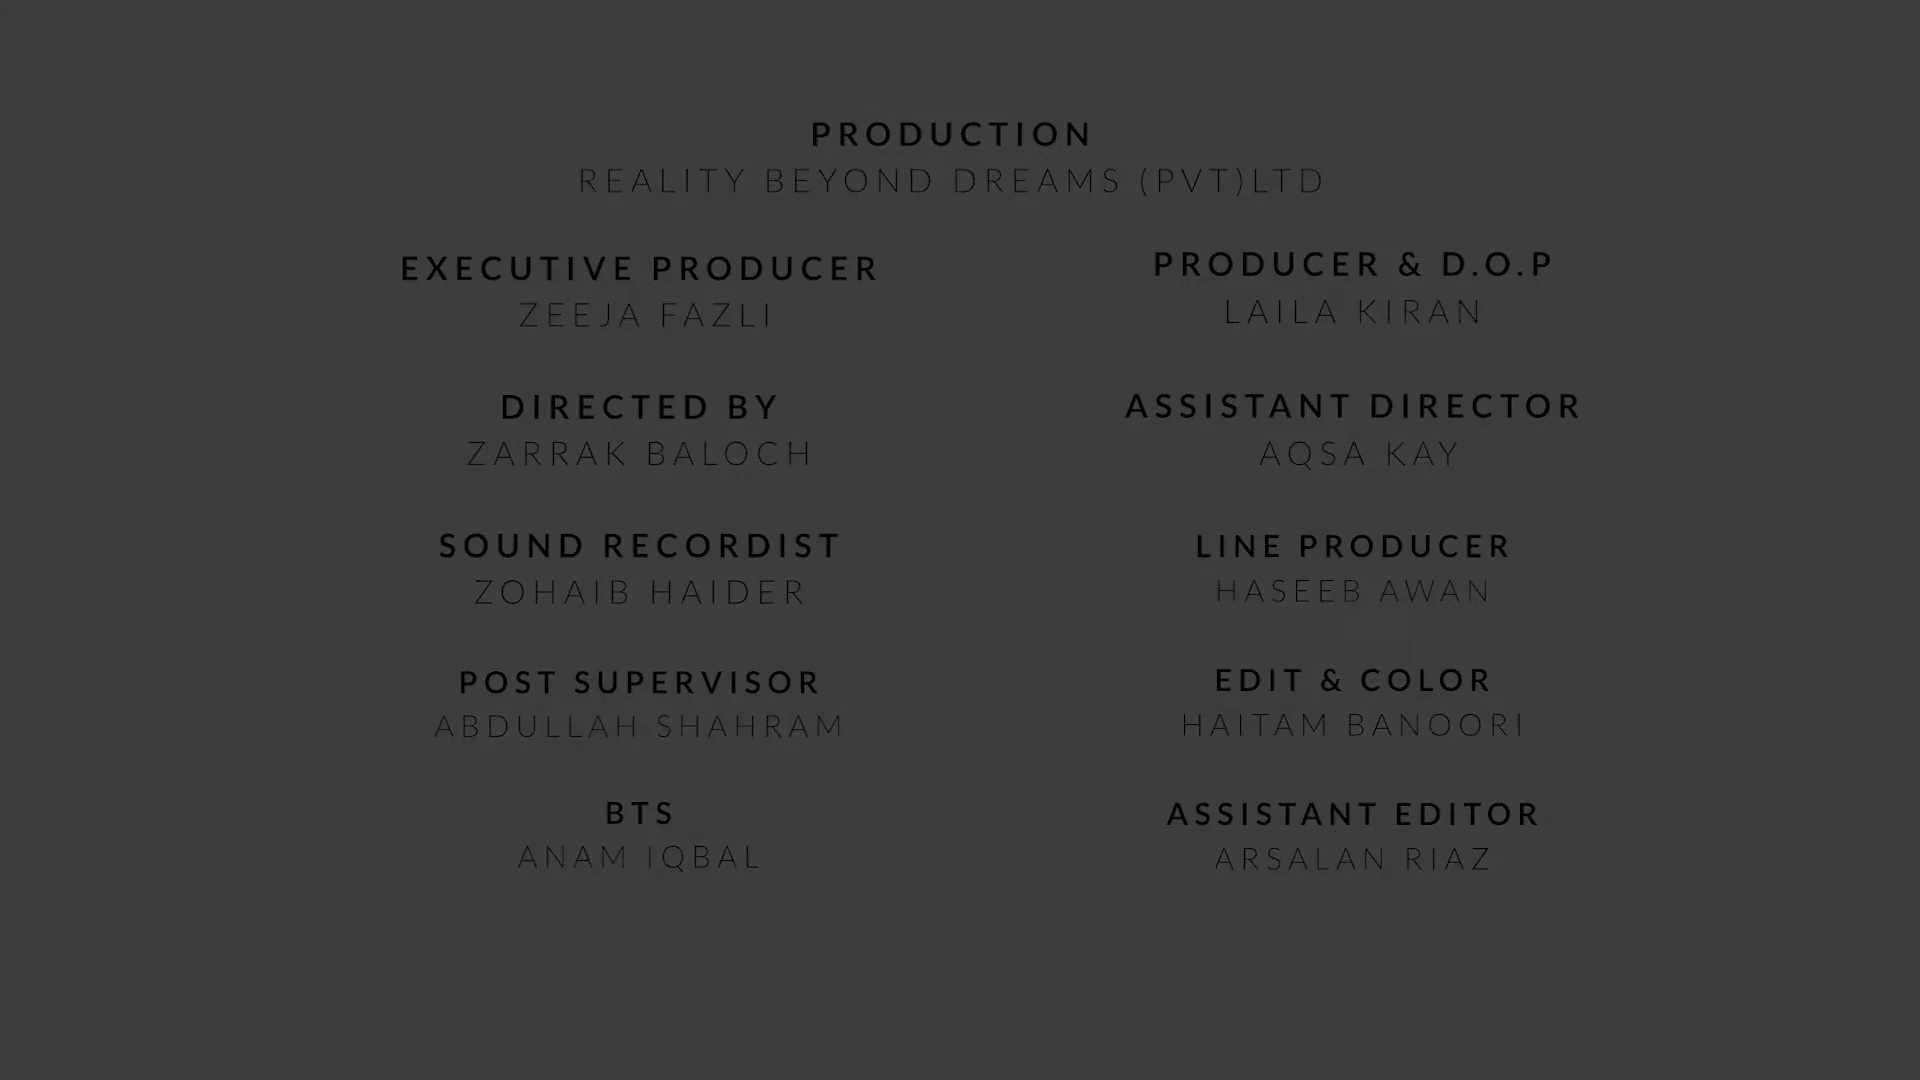 PRODUCTION
REALITY BEYOND DREAMS (PVT)LTD
EXECUTIVE PRODUCER
ZEEJA FAZLI
PRODUCER & D.O.P
LAILA KIRAN
DIRECTED BY
ZARRAK BALOCH
ASSISTANT DIRECTOR
AQSA KAY
SOUND RECORDIST
ZOHAIB HAIDER
LINE PRODUCER
HASEEB AWAN
POST SUPERVISOR
ABDULLAH SHAHRAM
EDIT & COLOR
HAITAM BANOORI
BTS
ANAM IQBAL
ASSISTANT EDITOR
ARSALAN RIAZ